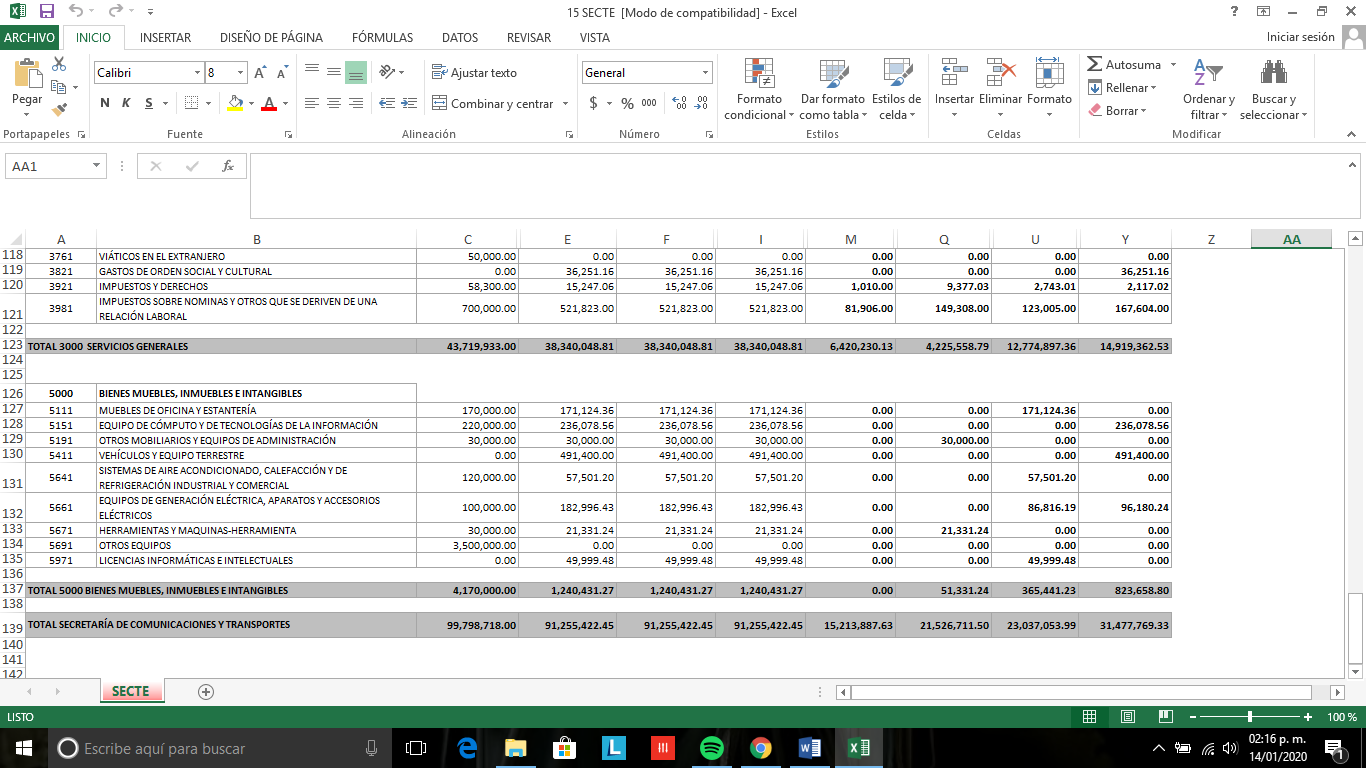 15 SECTE  [Modo de compatibilidad] - Excel
?
ARCHIVO INICIO INSERTAR DISEÑO DE PÁGINA FÓRMULAS DATOS REVISAR VISTA Iniciar sesión
Pegar
Calibri 8
N K S
Ajustar texto
Combinar y centrar
General
$ % 000
Formato condicional
Dar formato como tabla
Estilos de celda
Insertar Eliminar Formato
Autosuma
Rellenar
Borrar
Ordenar y filtrar
Buscar y seleccionar
Portapapeles Fuente Alineación Número Estilos Celdas Modificar
AA1 fx
A B C E F I M Q U Y Z AA
118 3761 VIÁTICOS EN EL EXTRANJERO 50,000.00 0.00 0.00 0.00 0.00 0.00 0.00 0.00
119 3821 GASTOS DE ORDEN SOCIAL Y CULTURAL 0.00 36,251.16 36,251.16 36,251.16 0.00 0.00 0.00 36,251.16
120 3921 IMPUESTOS Y DERECHOS 58,300.00 15,247.06 15,247.06 15,247.06 1,010.00 9,377.03 2,743.01 2,117.02
IMPUESTOS SOBRE NOMINAS Y OTROS QUE SE DERIVEN DE UNA
121 3981 RELACIÓN LABORAL 700,000.00 521,823.00 521,823.00 521,823.00 81,906.00 149,308.00 123,005.00 167,604.00
122
123 TOTAL 3000  SERVICIOS GENERALES 43,719,933.00 38,340,048.81 38,340,048.81 38,340,048.81 6,420,230.13 4,225,558.79 12,774,897.36 14,919,362.53
124
125
126 5000 BIENES MUEBLES, INMUEBLES E INTANGIBLES
127 5111 MUEBLES DE OFICINA Y ESTANTERÍA 170,000.00 171,124.36 171,124.36 171,124.36 0.00 0.00 171,124.36 0.00
128 5151 EQUIPO DE CÓMPUTO Y DE TECNOLOGÍAS DE LA INFORMACIÓN 220,000.00 236,078.56 236,078.56 236,078.56 0.00 0.00 0.00 236,078.56
129 5191 OTROS MOBILIARIOS Y EQUIPOS DE ADMINISTRACIÓN 30,000.00 30,000.00 30,000.00 30,000.00 0.00 30,000.00 0.00 0.00
130 5411 VEHÍCULOS Y EQUIPO TERRESTRE 0.00 491,400.00 491,400.00 491,400.00 0.00 0.00 0.00 491,400.00
SISTEMAS DE AIRE ACONDICIONADO, CALEFACCIÓN Y DE
131 5641 REFRIGERACIÓN INDUSTRIAL Y COMERCIAL 120,000.00 57,501.20 57,501.20 57,501.20 0.00 0.00 57,501.20 0.00
EQUIPOS DE GENERACIÓN ELÉCTRICA, APARATOS Y ACCESORIOS
132 5661 ELÉCTRICOS 100,000.00 182,996.43 182,996.43 182,996.43 0.00 0.00 86,816.19 96,180.24
133 5671 HERRAMIENTAS Y MAQUINAS-HERRAMIENTA 30,000.00 21,331.24 21,331.24 21,331.24 0.00 21,331.24 0.00 0.00
134 5691 OTROS EQUIPOS 3,500,000.00 0.00 0.00 0.00 0.00 0.00 0.00 0.00
135 5971 LICENCIAS INFORMÁTICAS E INTELECTUALES 0.00 49,999.48 49,999.48 49,999.48 0.00 0.00 49,999.48 0.00
136
137 TOTAL 5000 BIENES MUEBLES, INMUEBLES E INTANGIBLES 4,170,000.00 1,240,431.27 1,240,431.27 1,240,431.27 0.00 51,331.24 365,441.23 823,658.80
138
139 TOTAL SECRETARÍA DE COMUNICACIONES Y TRANSPORTES 99,798,718.00 91,255,422.45 91,255,422.45 91,255,422.45 15,213,887.63 21,526,711.50 23,037,053.99 31,477,769.33
140
141
142
SECTE
LISTO 100 %
Escribe aquí para buscar
02:16 p. m.
14/01/2020
1